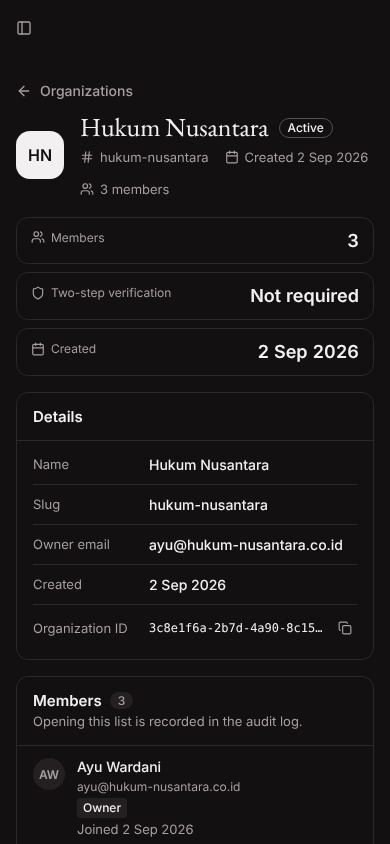 Organizations
HN
Hukum Nusantara Active
hukum-nusantara Created 2 Sep 2026
3 members
Members 3
Two-step verification Not required
Created 2 Sep 2026
Details
Name Hukum Nusantara
Slug hukum-nusantara
Owner email ayu@hukum-nusantara.co.id
Created 2 Sep 2026
Organization ID 3c8e1f6a-2b7d-4a90-8c15…
Members 3
Opening this list is recorded in the audit log.
AW
Ayu Wardani
ayu@hukum-nusantara.co.id
Owner
Joined 2 Sep 2026